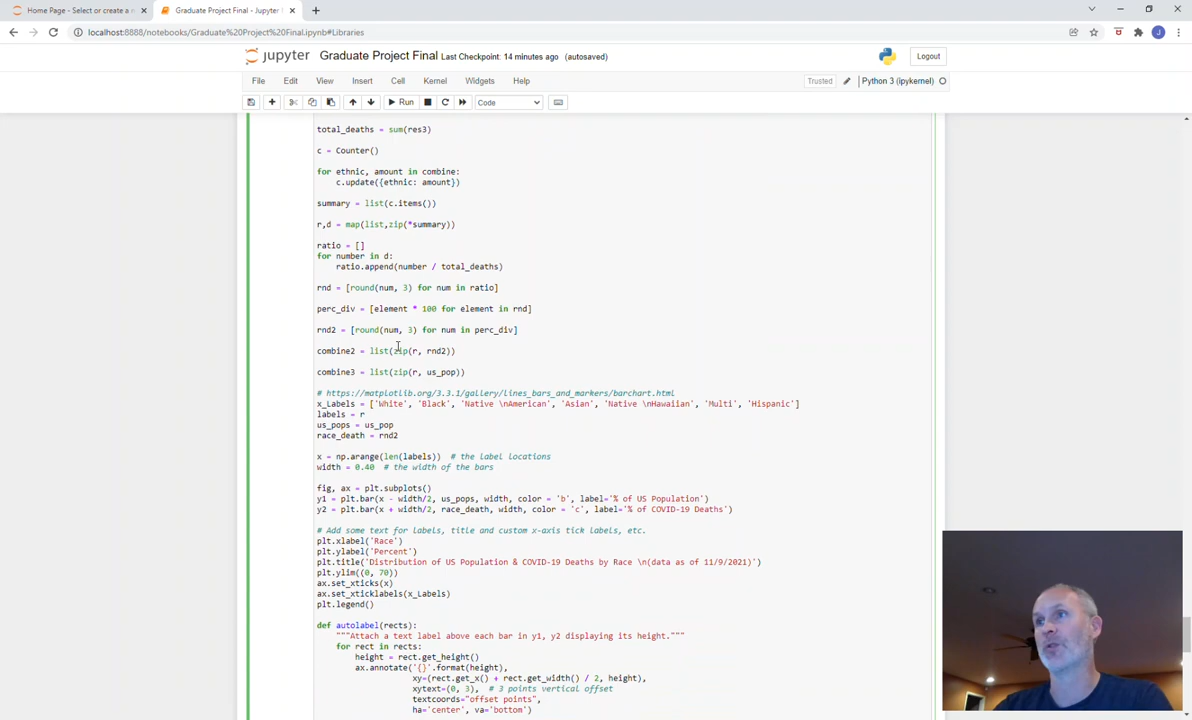 Home Page - Select or create a n
Graduate Project Final - Jupyter
localhost:8888/notebooks/Graduate%20Project%20Final.ipynb#Libraries
J
jupyter Graduate Project Final Last Checkpoint: 14 minutes ago (autosaved)
Logout
File Edit View Insert Cell Kernel Widgets Help
Trusted
Python 3 (ipykernel)
Run
Code
total_deaths = sum(res3)
c = Counter()
for ethnic, amount in combine:
c.update({ethnic: amount})
summary = list(c.items())
r,d = map(list,zip(*summary))
ratio = []
for number in d:
ratio.append(number / total_deaths)
rnd = [round(num, 3) for num in ratio]
perc_div = [element * 100 for element in rnd]
rnd2 = [round(num, 3) for num in perc_div]
combine2 = list(zip(r, rnd2))
combine3 = list(zip(r, us_pop))
# https://matplotlib.org/3.3.1/gallery/lines_bars_and_markers/barchart.html
x_Labels = ['White', 'Black', 'Native \nAmerican', 'Asian', 'Native \nHawaiian', 'Multi', 'Hispanic']
labels = r
us_pops = us_pop
race_death = rnd2
x = np.arange(len(labels))  # the label locations
width = 0.40  # the width of the bars
fig, ax = plt.subplots()
y1 = plt.bar(x - width/2, us_pops, width, color = 'b', label='% of US Population')
y2 = plt.bar(x + width/2, race_death, width, color = 'c', label='% of COVID-19 Deaths')
# Add some text for labels, title and custom x-axis tick labels, etc.
plt.xlabel('Race')
plt.ylabel('Percent')
plt.title('Distribution of US Population & COVID-19 Deaths by Race \n(data as of 11/9/2021)')
plt.ylim((0, 70))
ax.set_xticks(x)
ax.set_xticklabels(x_Labels)
plt.legend()
def autolabel(rects):
"""Attach a text label above each bar in y1, y2 displaying its height."""
for rect in rects:
height = rect.get_height()
ax.annotate('{}'.format(height),
xy=(rect.get_x() + rect.get_width() / 2, height),
xytext=(0, 3),  # 3 points vertical offset
textcoords="offset points",
ha='center', va='bottom')